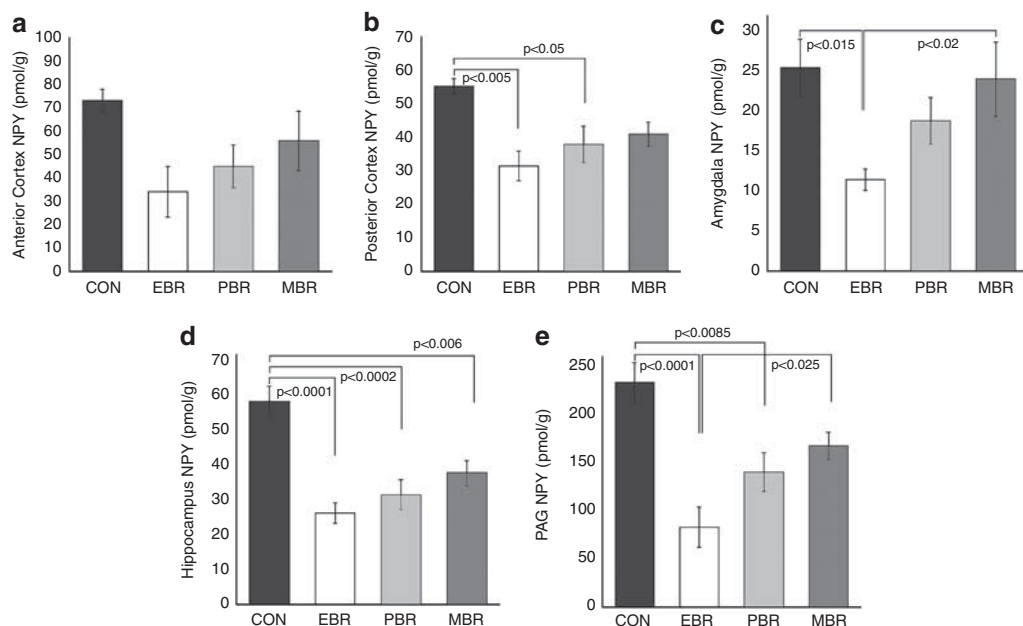 a
Anterior Cortex NPY (pmol/g)
100
90
80
70
60
50
40
30
20
10
0
CON EBR PBR MBR
b
Posterior Cortex NPY (pmol/g)
70
60
50
40
30
20
10
0
p<0.05
p<0.005
CON EBR PBR MBR
c
Amygdala NPY (pmol/g)
30
25
20
15
10
5
0
p<0.015 p<0.02
CON EBR PBR MBR
d
Hippocampus NPY (pmol/g)
70
60
50
40
30
20
10
0
p<0.006
p<0.0002
p<0.0001
CON EBR PBR MBR
e
PAG NPY (pmol/g)
250
200
150
100
50
0
p<0.0085
p<0.0001 p<0.025
CON EBR PBR MBR